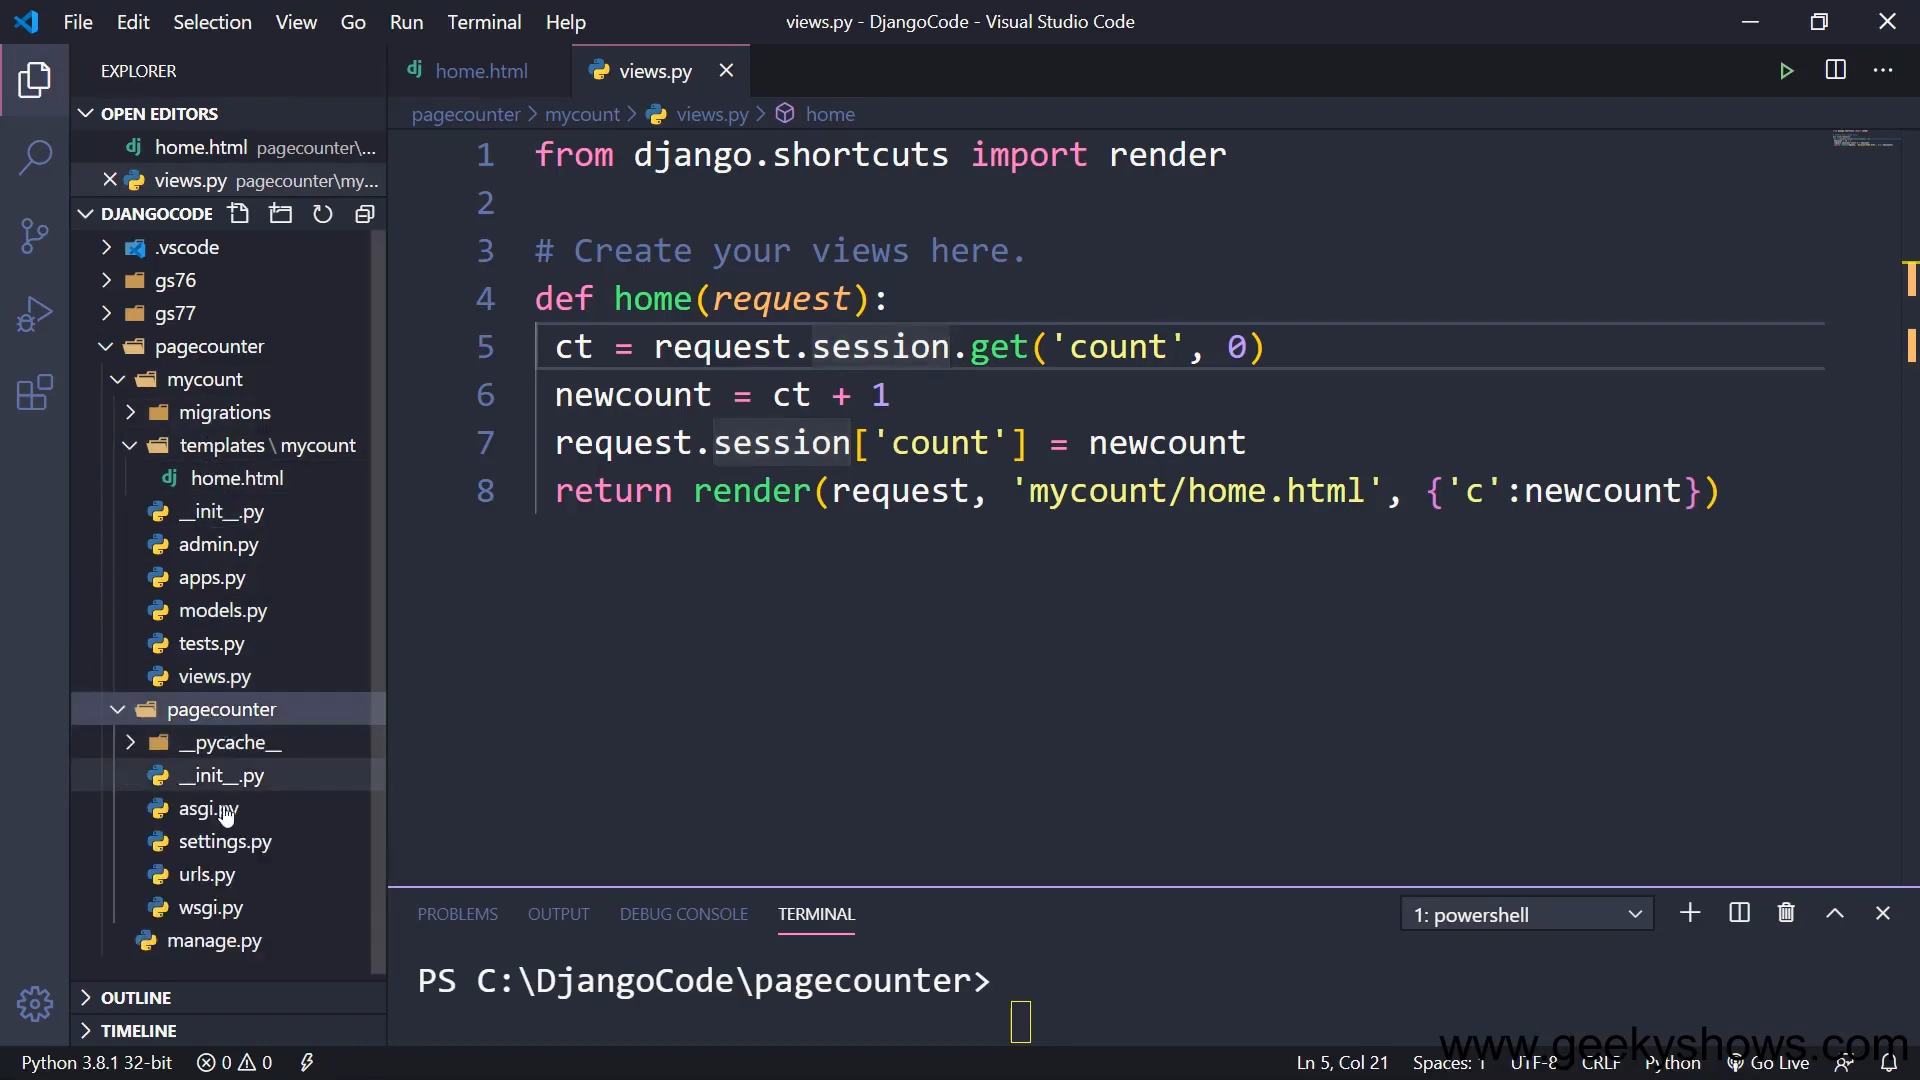 File Edit Selection View Go Run Terminal Help
views.py - DjangoCode - Visual Studio Code
EXPLORER
OPEN EDITORS
home.html pagecounter\...
views.py pagecounter\my...
DJANGOCODE
.vscode
gs76
gs77
pagecounter
mycount
migrations
templates \ mycount
home.html
__init__.py
admin.py
apps.py
models.py
tests.py
views.py
pagecounter
__pycache__
__init__.py
asgi.py
settings.py
urls.py
wsgi.py
manage.py
OUTLINE
TIMELINE
home.html
views.py
pagecounter > mycount > views.py > home
1 from django.shortcuts import render
2
3 # Create your views here.
4 def home(request):
5 ct = request.session.get('count', 0)
6 newcount = ct + 1
7 request.session['count'] = newcount
8 return render(request, 'mycount/home.html', {'c':newcount})
PROBLEMS OUTPUT DEBUG CONSOLE TERMINAL
1: powershell
PS C:\DjangoCode\pagecounter>
www.geekyshows.com
Python 3.8.1 32-bit 0 0
Ln 5, Col 21 Spaces: 1 UTF-8 CRLF Python Go Live